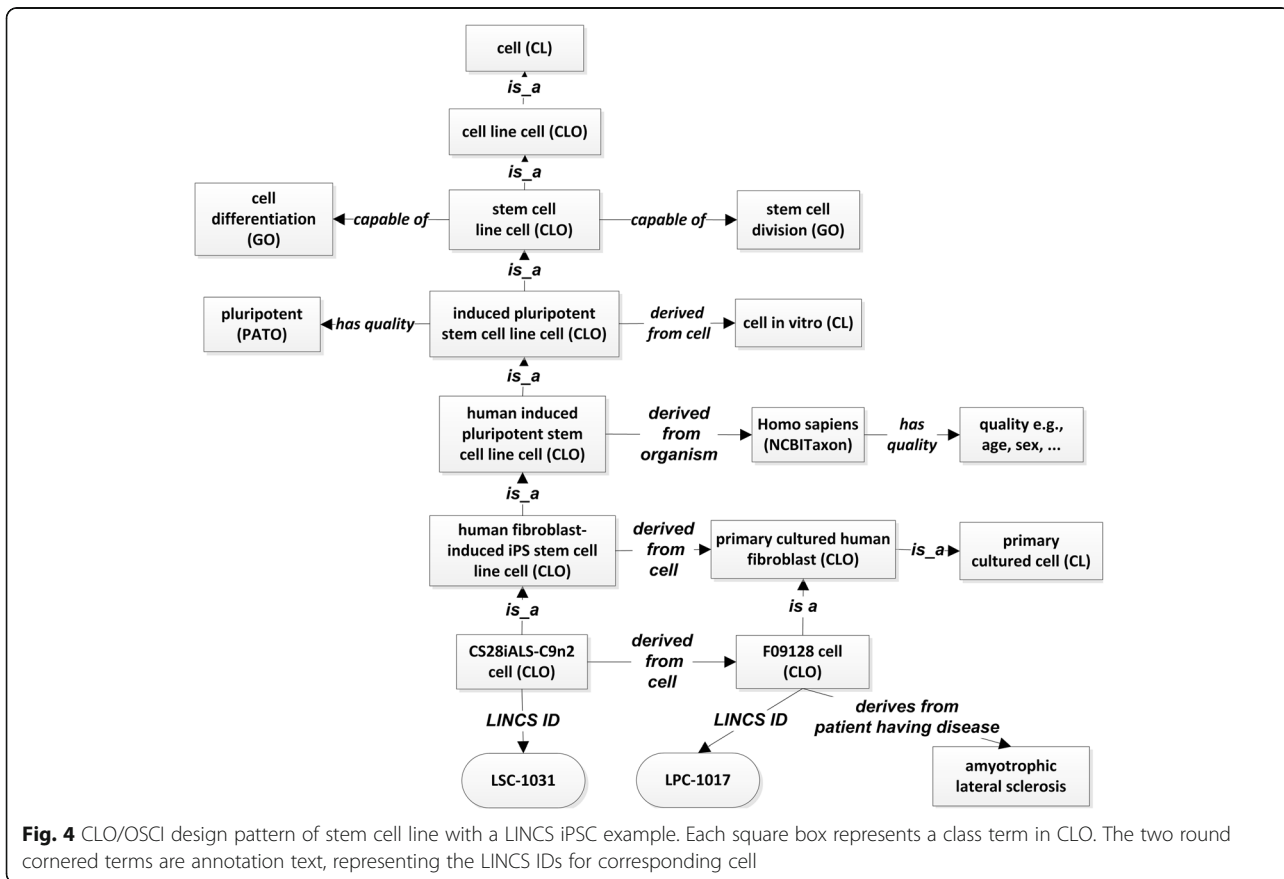 cell (CL)
is_a
cell line cell (CLO)
is_a
cell
differentiation
(GO)
capable of
stem cell
line cell (CLO)
capable of
stem cell
division (GO)
is_a
pluripotent
(PATO)
has quality
induced pluripotent
stem cell line cell (CLO)
derived
from cell
cell in vitro (CL)
is_a
human induced
pluripotent stem
cell line cell (CLO)
derived
from
organism
Homo sapiens
(NCBITaxon)
has
quality
quality e.g.,
age, sex, ...
is_a
human fibroblast-
induced iPS stem cell
line cell (CLO)
derived
from
cell
primary cultured human
fibroblast (CLO)
is_a
primary
cultured cell (CL)
is_a
is a
CS28iALS-C9n2
cell (CLO)
derived
from
cell
F09128 cell
(CLO)
LINCS ID
LINCS ID
derives from
patient having disease
LSC-1031
LPC-1017
amyotrophic
lateral sclerosis
Fig. 4 CLO/OSCI design pattern of stem cell line with a LINCS iPSC example. Each square box represents a class term in CLO. The two round
cornered terms are annotation text, representing the LINCS IDs for corresponding cell